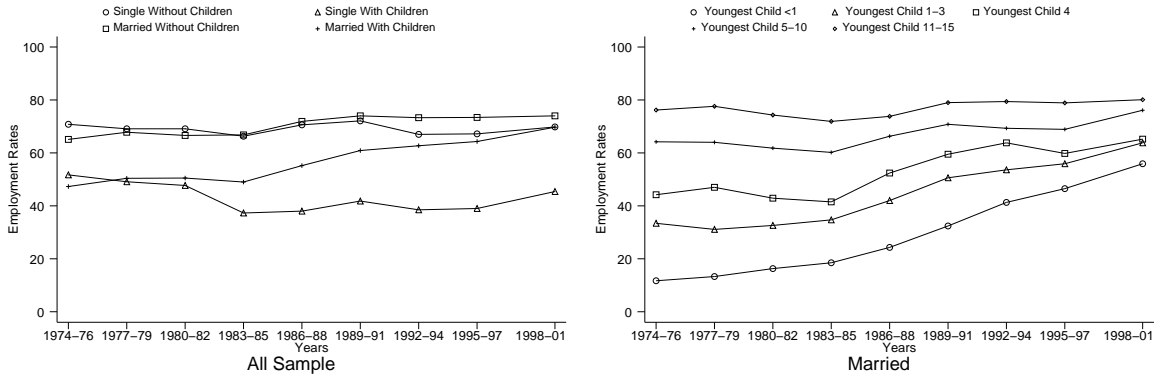 Single Without Children
Single With Children
Married Without Children
Married With Children
100
80
60
40
20
0
Employment Rates
1974–76
1977–79
1980–82
1983–85
1986–88
1989–91
1992–94
1995–97
1998–01
Years
All Sample
Youngest Child <1
Youngest Child 1–3
Youngest Child 4
Youngest Child 5–10
Youngest Child 11–15
100
80
60
40
20
0
Employment Rates
1974–76
1977–79
1980–82
1983–85
1986–88
1989–91
1992–94
1995–97
1998–01
Years
Married